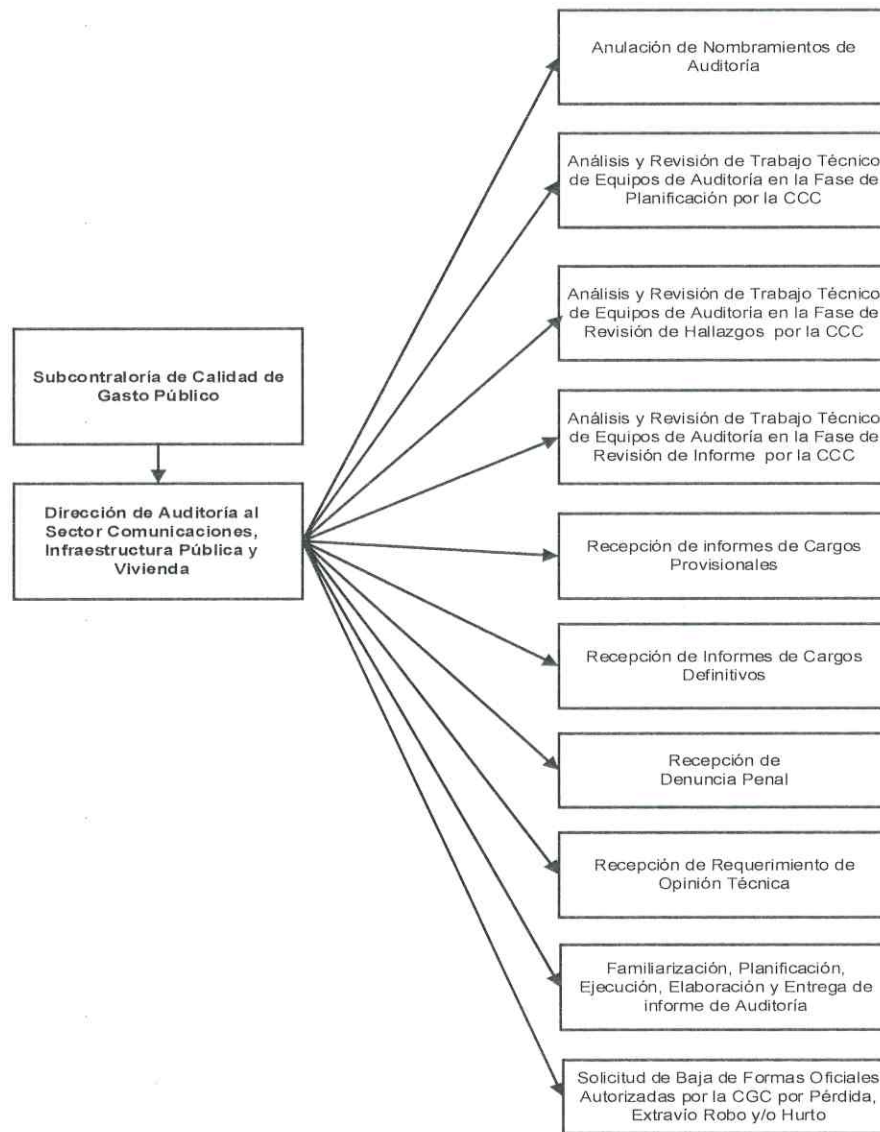 Subcontraloría de Calidad de
Gasto Público
Dirección de Auditoría al
Sector Comunicaciones,
Infraestructura Pública y
Vivienda
Anulación de Nombramientos de
Auditoría
Análisis y Revisión de Trabajo Técnico
de Equipos de Auditoría en la Fase de
Planificación por la CCC
Análisis y Revisión de Trabajo Técnico
de Equipos de Auditoría en la Fase de
Revisión de Hallazgos por la CCC
Análisis y Revisión de Trabajo Técnico
de Equipos de Auditoría en la Fase de
Revisión de Informe por la CCC
Recepción de informes de Cargos
Provisionales
Recepción de Informes de Cargos
Definitivos
Recepción de
Denuncia Penal
Recepción de Requerimiento de
Opinión Técnica
Familiarización, Planificación,
Ejecución, Elaboración y Entrega de
informe de Auditoría
Solicitud de Baja de Formas Oficiales
Autorizadas por la CGC por Pérdida,
Extravío Robo y/o Hurto